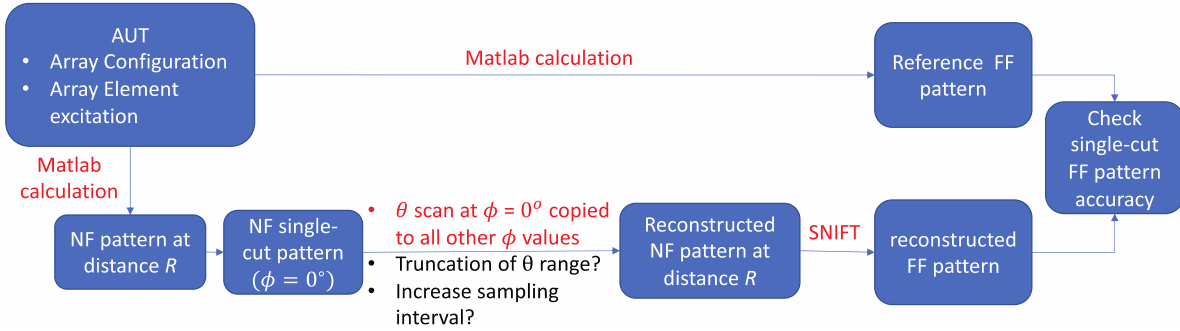 AUT
• Array Configuration
• Array Element
excitation
Matlab calculation
Reference FF
pattern
Check
single-cut
FF pattern
accuracy
Matlab
calculation
NF pattern at
distance R
NF single-
cut pattern
(ϕ = 0°)
• θ scan at ϕ = 0ᵒ copied
to all other ϕ values
• Truncation of θ range?
• Increase sampling
interval?
Reconstructed
NF pattern at
distance R
SNIFT
reconstructed
FF pattern